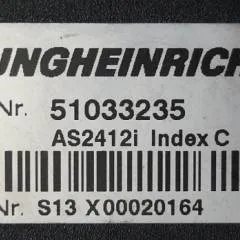 UNGHEINRICH
Nr. 51033235
AS2412i Index C
Nr. S13 X00020164